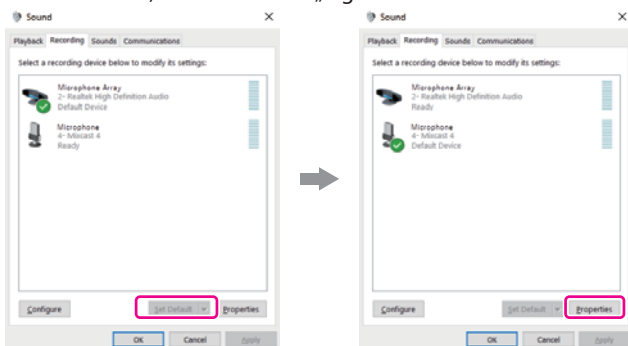 Sound
Playback Recording Sounds Communications
Select a recording device below to modify its settings:
Microphone Array
2- Realtek High Definition Audio
Default Device
Microphone
4- Mixcast 4
Ready
Configure Set Default Properties
OK Cancel Apply
Sound
Playback Recording Sounds Communications
Select a recording device below to modify its settings:
Microphone Array
2- Realtek High Definition Audio
Ready
Microphone
4- Mixcast 4
Default Device
Configure Set Default Properties
OK Cancel Apply